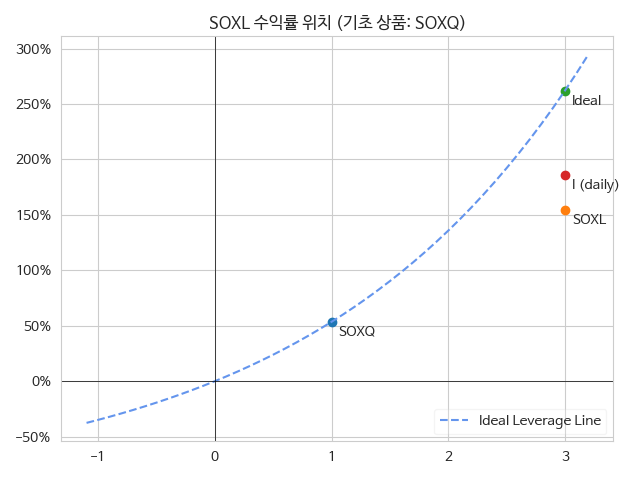 SOXL 수익률 위치 (기초 상품: SOXQ)
300%
250%
200%
150%
100%
50%
0%
−50%
Ideal
I (daily)
SOXL
SOXQ
Ideal Leverage Line
−1
0
1
2
3